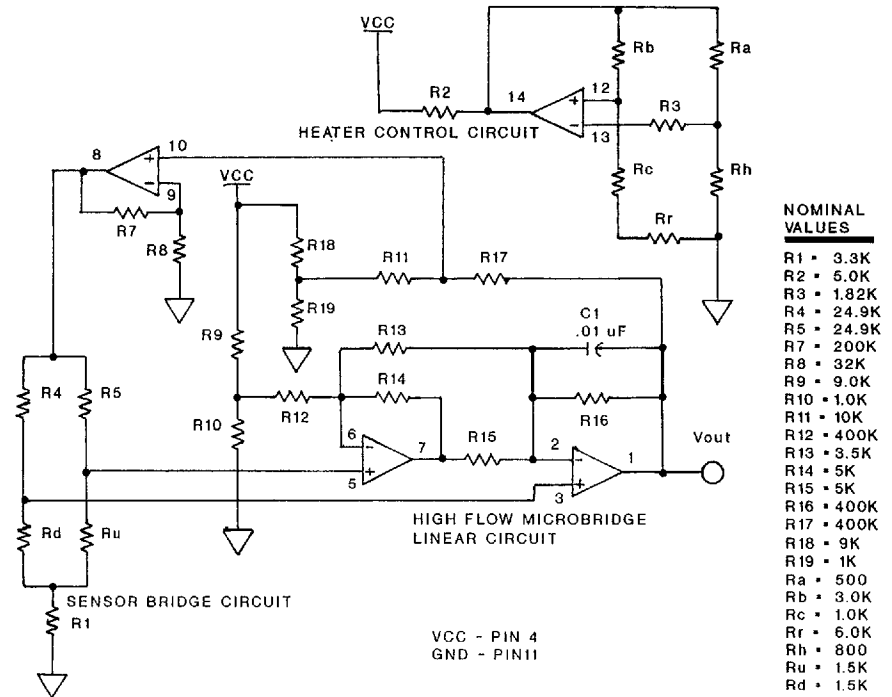 VCC
R2
14
12
13
Rb
Ra
R3
Rc
Rh
Rr
HEATER CONTROL CIRCUIT
8
10
9
R7
R8
VCC
R18
R11
R17
R19
C1
.01 uF
R9
R13
R14
R12
R10
R16
R4
R5
6
7
5
R15
2
1
3
Vout
HIGH FLOW MICROBRIDGE
LINEAR CIRCUIT
Rd
Ru
SENSOR BRIDGE CIRCUIT
R1
VCC - PIN 4
GND - PIN11
NOMINAL
VALUES
R1 = 3.3K
R2 = 5.0K
R3 = 1.82K
R4 = 24.9K
R5 = 24.9K
R7 = 200K
R8 = 32K
R9 = 9.0K
R10 = 1.0K
R11 = 10K
R12 = 400K
R13 = 3.5K
R14 = 5K
R15 = 5K
R16 = 400K
R17 = 400K
R18 = 9K
R19 = 1K
Ra = 500
Rb = 3.0K
Rc = 1.0K
Rr = 6.0K
Rh = 800
Ru = 1.5K
Rd = 1.5K